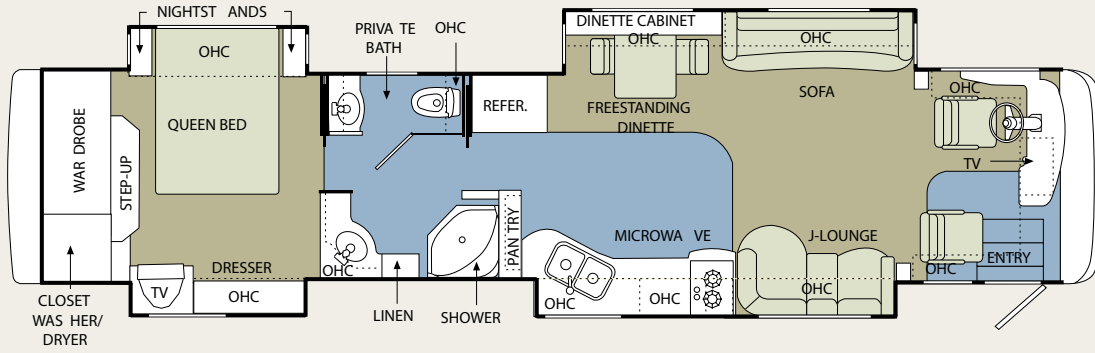 NIGHTST ANDS
OHC
QUEEN BED
WAR DROBE
STEP-UP
CLOSET
WAS HER/
DRYER
TV
DRESSER
OHC
PRIVA TE
BATH
OHC
OHC
LINEN
SHOWER
PAN TRY
REFER.
DINETTE CABINET
OHC
FREESTANDING
DINETTE
MICROWA VE
OHC
OHC
OHC
SOFA
J-LOUNGE
OHC
OHC
TV
OHC
ENTRY